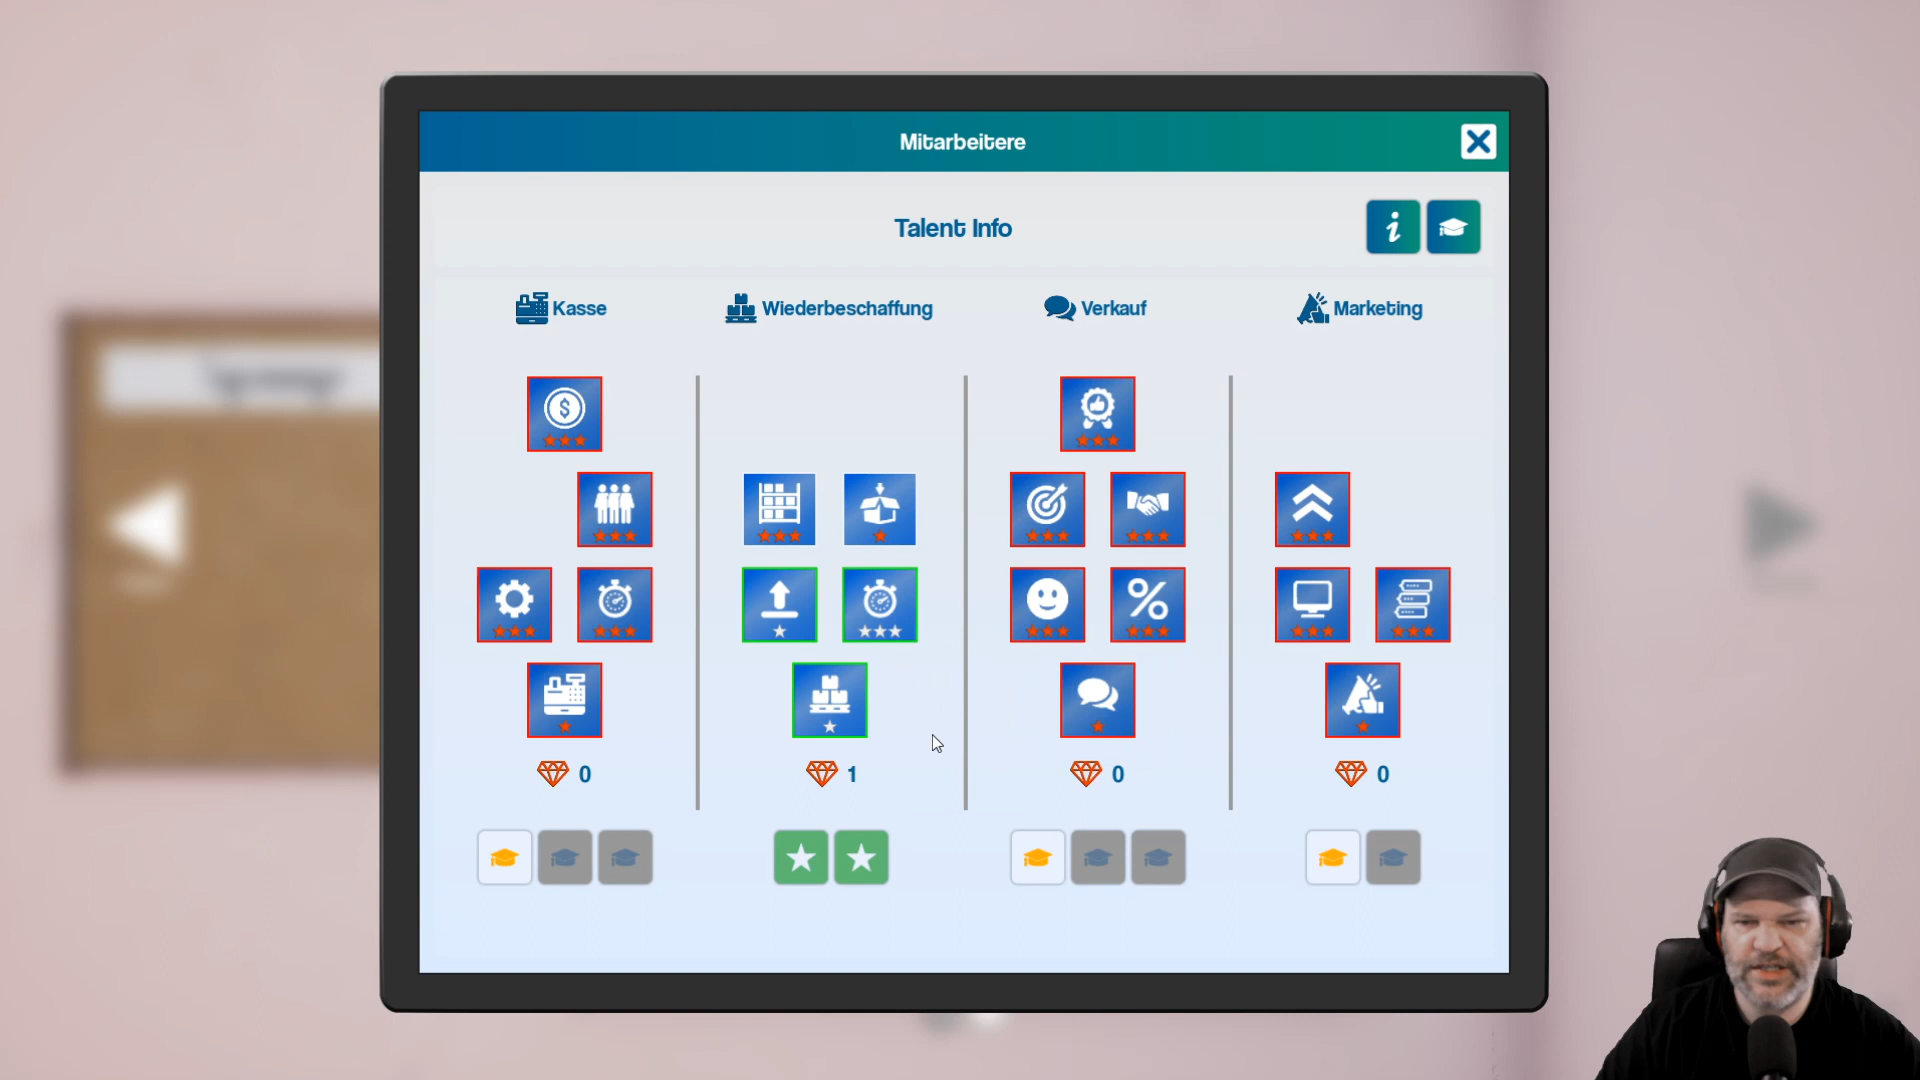 Mitarbeitere
Talent Info
Kasse
Wiederbeschaffung
Verkauf
Marketing
0
1
0
0